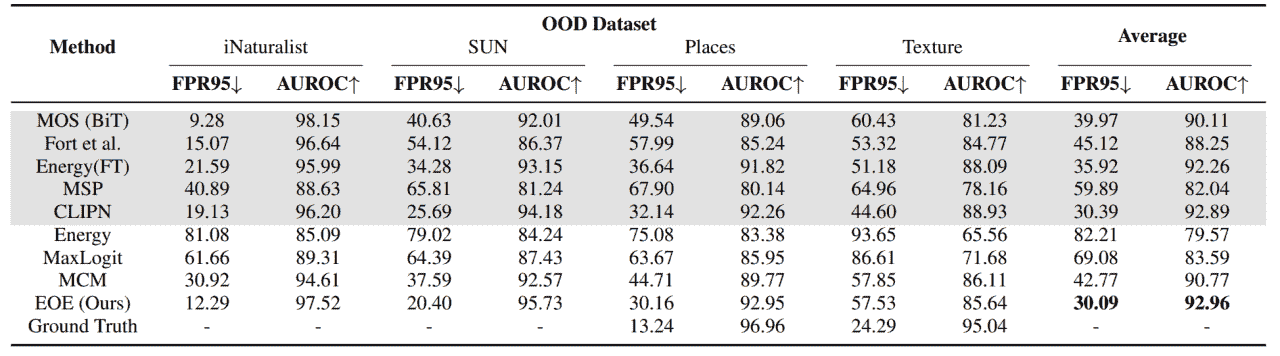 OOD Dataset
Method iNaturalist SUN Places Texture Average
FPR95↓ AUROC↑ FPR95↓ AUROC↑ FPR95↓ AUROC↑ FPR95↓ AUROC↑ FPR95↓ AUROC↑
MOS (BiT) 9.28 98.15 40.63 92.01 49.54 89.06 60.43 81.23 39.97 90.11
Fort et al. 15.07 96.64 54.12 86.37 57.99 85.24 53.32 84.77 45.12 88.25
Energy(FT) 21.59 95.99 34.28 93.15 36.64 91.82 51.18 88.09 35.92 92.26
MSP 40.89 88.63 65.81 81.24 67.90 80.14 64.96 78.16 59.89 82.04
CLIPN 19.13 96.20 25.69 94.18 32.14 92.26 44.60 88.93 30.39 92.89
Energy 81.08 85.09 79.02 84.24 75.08 83.38 93.65 65.56 82.21 79.57
MaxLogit 61.66 89.31 64.39 87.43 63.67 85.95 86.61 71.68 69.08 83.59
MCM 30.92 94.61 37.59 92.57 44.71 89.77 57.85 86.11 42.77 90.77
EOE (Ours) 12.29 97.52 20.40 95.73 30.16 92.95 57.53 85.64 30.09 92.96
Ground Truth - - - - 13.24 96.96 24.29 95.04 - -